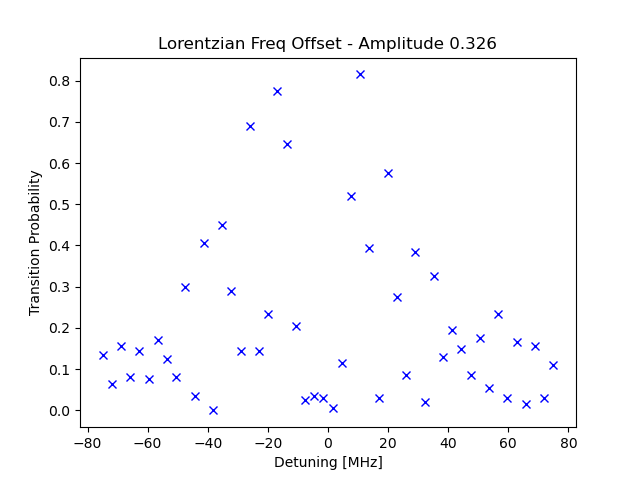 Lorentzian Freq Offset - Amplitude 0.326
Transition Probability
0.8
0.7
0.6
0.5
0.4
0.3
0.2
0.1
0.0
−80 −60 −40 −20 0 20 40 60 80
Detuning [MHz]